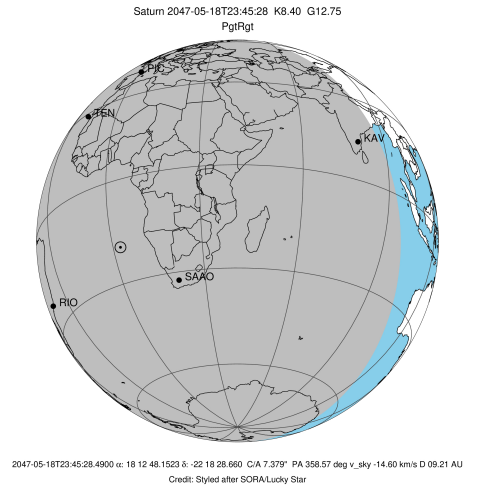 Saturn 2047-05-18T23:45:28 K8.40 G12.75
PgtRgt
PIC
TEN
KAV
SAAO
RIO
2047-05-18T23:45:28.4900 α: 18 12 48.1523 δ: -22 18 28.660 C/A 7.379" PA 358.57 deg v_sky -14.60 km/s D 09.21 AU
Credit: Styled after SORA/Lucky Star